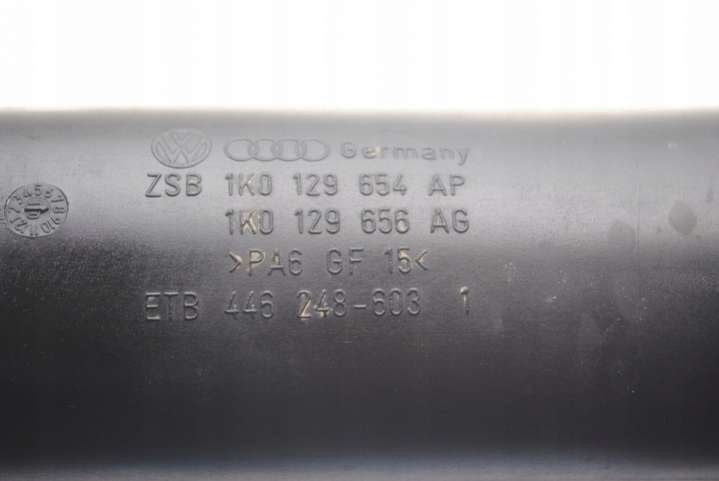 Germany
ZSB 1K0 129 654 AP
1K0 129 656 AG
>PA6 GF 15<
ETB 446 248-603 1